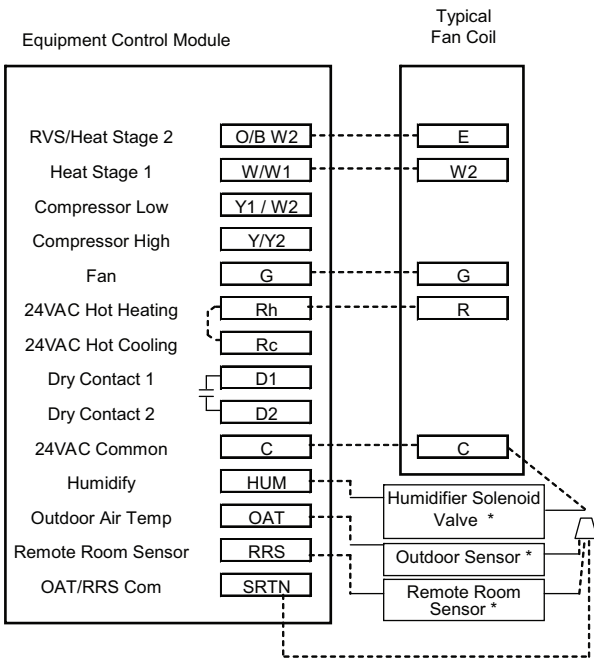 Typical
Fan Coil
Equipment Control Module
RVS/Heat Stage 2 O/B W2 E
Heat Stage 1 W/W1 W2
Compressor Low Y1 / W2
Compressor High Y/Y2
Fan G G
24VAC Hot Heating Rh R
24VAC Hot Cooling Rc
Dry Contact 1 D1
Dry Contact 2 D2
24VAC Common C C
Humidify HUM
Humidifier Solenoid
Valve *
Outdoor Air Temp OAT
Outdoor Sensor *
Remote Room Sensor RRS
Remote Room
Sensor *
OAT/RRS Com SRTN